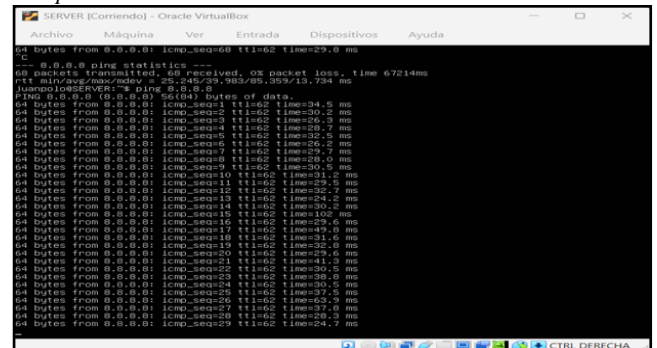 SERVER [Corriendo] - Oracle VirtualBox
Archivo Máquina Ver Entrada Dispositivos Ayuda
64 bytes from 8.8.8.8: icmp_seq=68 ttl=62 time=29.8 ms
^C
--- 8.8.8.8 ping statistics ---
68 packets transmitted, 68 received, 0% packet loss, time 67214ms
rtt min/avg/max/mdev = 25.245/39.983/85.359/13.734 ms
juanpolo@SERVER:~$ ping 8.8.8.8
PING 8.8.8.8 (8.8.8.8) 56(84) bytes of data.
64 bytes from 8.8.8.8: icmp_seq=1 ttl=62 time=34.5 ms
64 bytes from 8.8.8.8: icmp_seq=2 ttl=62 time=30.2 ms
64 bytes from 8.8.8.8: icmp_seq=3 ttl=62 time=26.3 ms
64 bytes from 8.8.8.8: icmp_seq=4 ttl=62 time=28.7 ms
64 bytes from 8.8.8.8: icmp_seq=5 ttl=62 time=32.5 ms
64 bytes from 8.8.8.8: icmp_seq=6 ttl=62 time=26.2 ms
64 bytes from 8.8.8.8: icmp_seq=7 ttl=62 time=29.7 ms
64 bytes from 8.8.8.8: icmp_seq=8 ttl=62 time=28.0 ms
64 bytes from 8.8.8.8: icmp_seq=9 ttl=62 time=30.5 ms
64 bytes from 8.8.8.8: icmp_seq=10 ttl=62 time=31.2 ms
64 bytes from 8.8.8.8: icmp_seq=11 ttl=62 time=29.5 ms
64 bytes from 8.8.8.8: icmp_seq=12 ttl=62 time=32.7 ms
64 bytes from 8.8.8.8: icmp_seq=13 ttl=62 time=24.2 ms
64 bytes from 8.8.8.8: icmp_seq=14 ttl=62 time=30.2 ms
64 bytes from 8.8.8.8: icmp_seq=15 ttl=62 time=102 ms
64 bytes from 8.8.8.8: icmp_seq=16 ttl=62 time=29.6 ms
64 bytes from 8.8.8.8: icmp_seq=17 ttl=62 time=49.8 ms
64 bytes from 8.8.8.8: icmp_seq=18 ttl=62 time=31.6 ms
64 bytes from 8.8.8.8: icmp_seq=19 ttl=62 time=32.8 ms
64 bytes from 8.8.8.8: icmp_seq=20 ttl=62 time=29.6 ms
64 bytes from 8.8.8.8: icmp_seq=21 ttl=62 time=41.3 ms
64 bytes from 8.8.8.8: icmp_seq=22 ttl=62 time=30.5 ms
64 bytes from 8.8.8.8: icmp_seq=23 ttl=62 time=38.8 ms
64 bytes from 8.8.8.8: icmp_seq=24 ttl=62 time=30.5 ms
64 bytes from 8.8.8.8: icmp_seq=25 ttl=62 time=37.5 ms
64 bytes from 8.8.8.8: icmp_seq=26 ttl=62 time=63.9 ms
64 bytes from 8.8.8.8: icmp_seq=27 ttl=62 time=37.8 ms
64 bytes from 8.8.8.8: icmp_seq=28 ttl=62 time=28.3 ms
64 bytes from 8.8.8.8: icmp_seq=29 ttl=62 time=24.7 ms
CTRL DERECHA